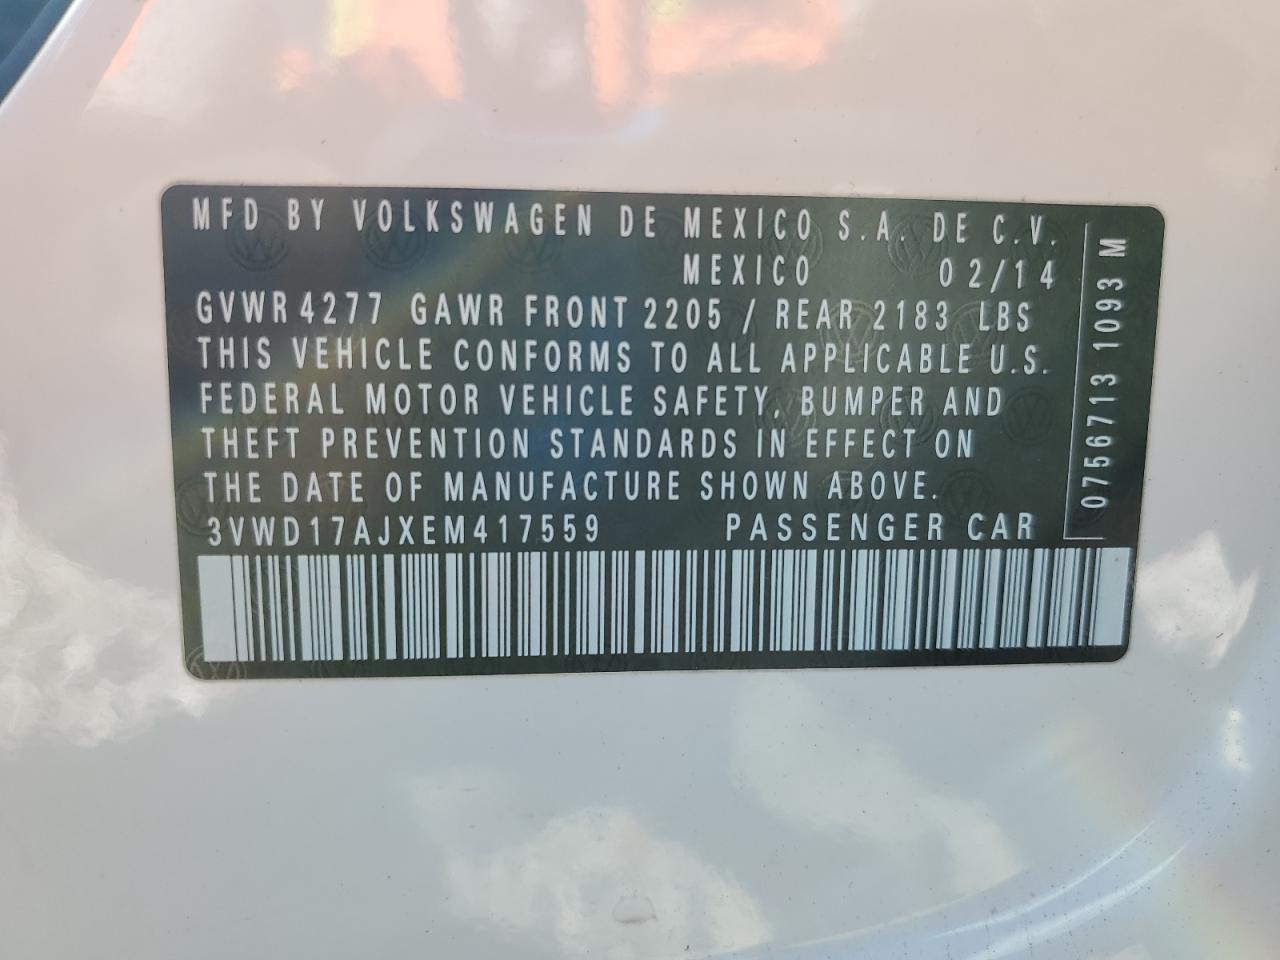 MFD BY VOLKSWAGEN DE MEXICO S.A. DE C.V.
MEXICO 02/14
GVWR 4277 GAWR FRONT 2205 / REAR 2183 LBS
THIS VEHICLE CONFORMS TO ALL APPLICABLE U.S.
FEDERAL MOTOR VEHICLE SAFETY, BUMPER AND
THEFT PREVENTION STANDARDS IN EFFECT ON
THE DATE OF MANUFACTURE SHOWN ABOVE.
3VWD17AJXEM417559 PASSENGER CAR
0756713 1093 M